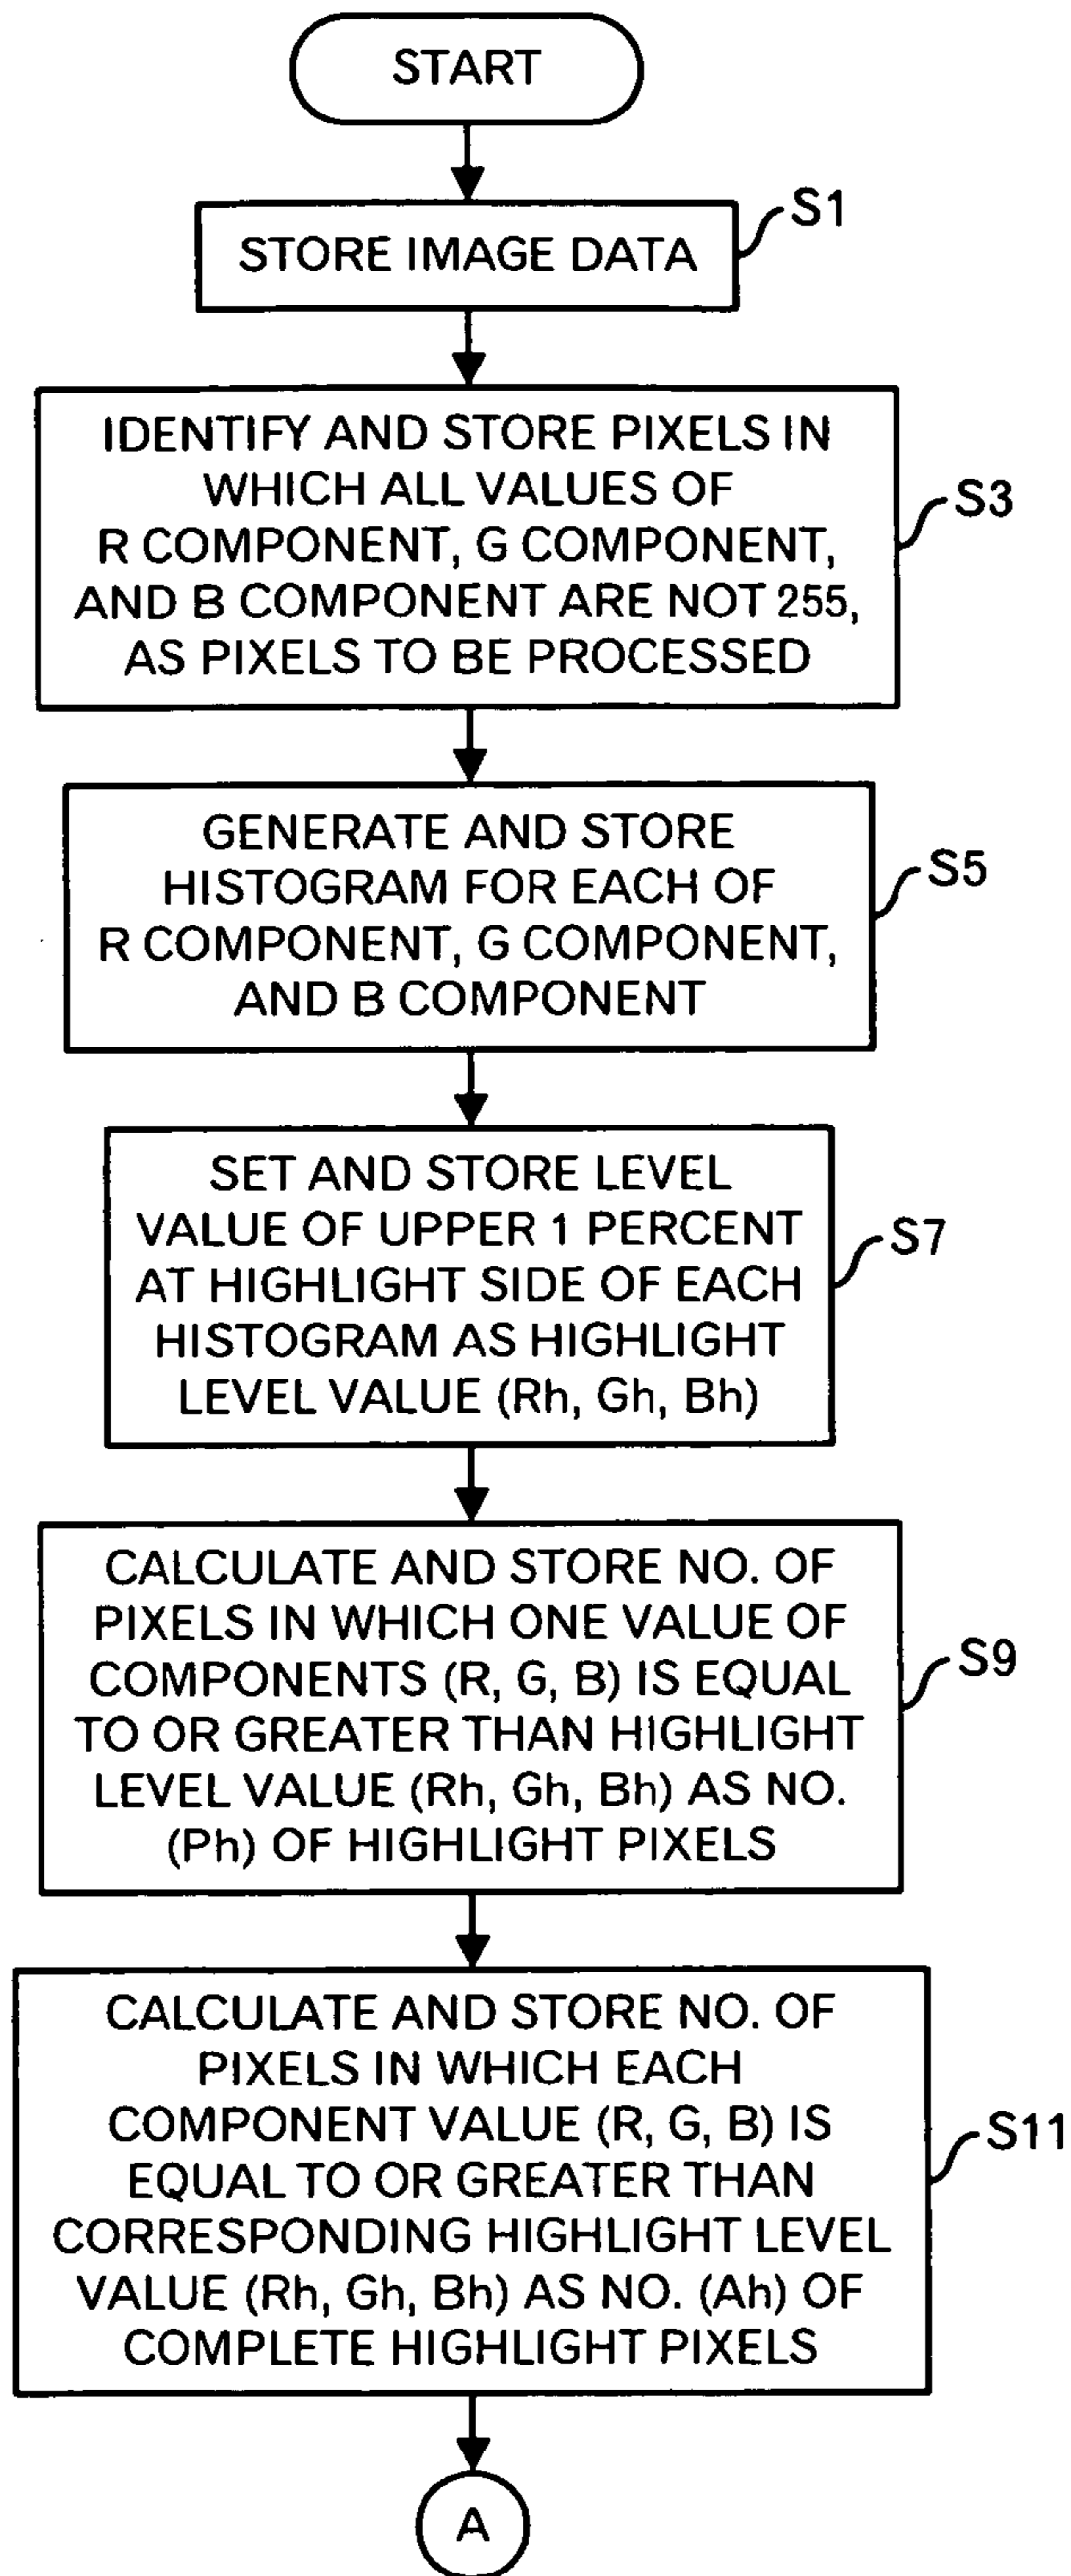 START
S1
STORE IMAGE DATA
IDENTIFY AND STORE PIXELS IN
WHICH ALL VALUES OF
R COMPONENT, G COMPONENT,
AND B COMPONENT ARE NOT 255,
AS PIXELS TO BE PROCESSED
S3
GENERATE AND STORE
HISTOGRAM FOR EACH OF
R COMPONENT, G COMPONENT,
AND B COMPONENT
S5
SET AND STORE LEVEL
VALUE OF UPPER 1 PERCENT
AT HIGHLIGHT SIDE OF EACH
HISTOGRAM AS HIGHLIGHT
LEVEL VALUE (Rh, Gh, Bh)
S7
CALCULATE AND STORE NO. OF
PIXELS IN WHICH ONE VALUE OF
COMPONENTS (R, G, B) IS EQUAL
TO OR GREATER THAN HIGHLIGHT
LEVEL VALUE (Rh, Gh, Bh) AS NO.
(Ph) OF HIGHLIGHT PIXELS
S9
CALCULATE AND STORE NO. OF
PIXELS IN WHICH EACH
COMPONENT VALUE (R, G, B) IS
EQUAL TO OR GREATER THAN
CORRESPONDING HIGHLIGHT LEVEL
VALUE (Rh, Gh, Bh) AS NO. (Ah) OF
COMPLETE HIGHLIGHT PIXELS
S11
A